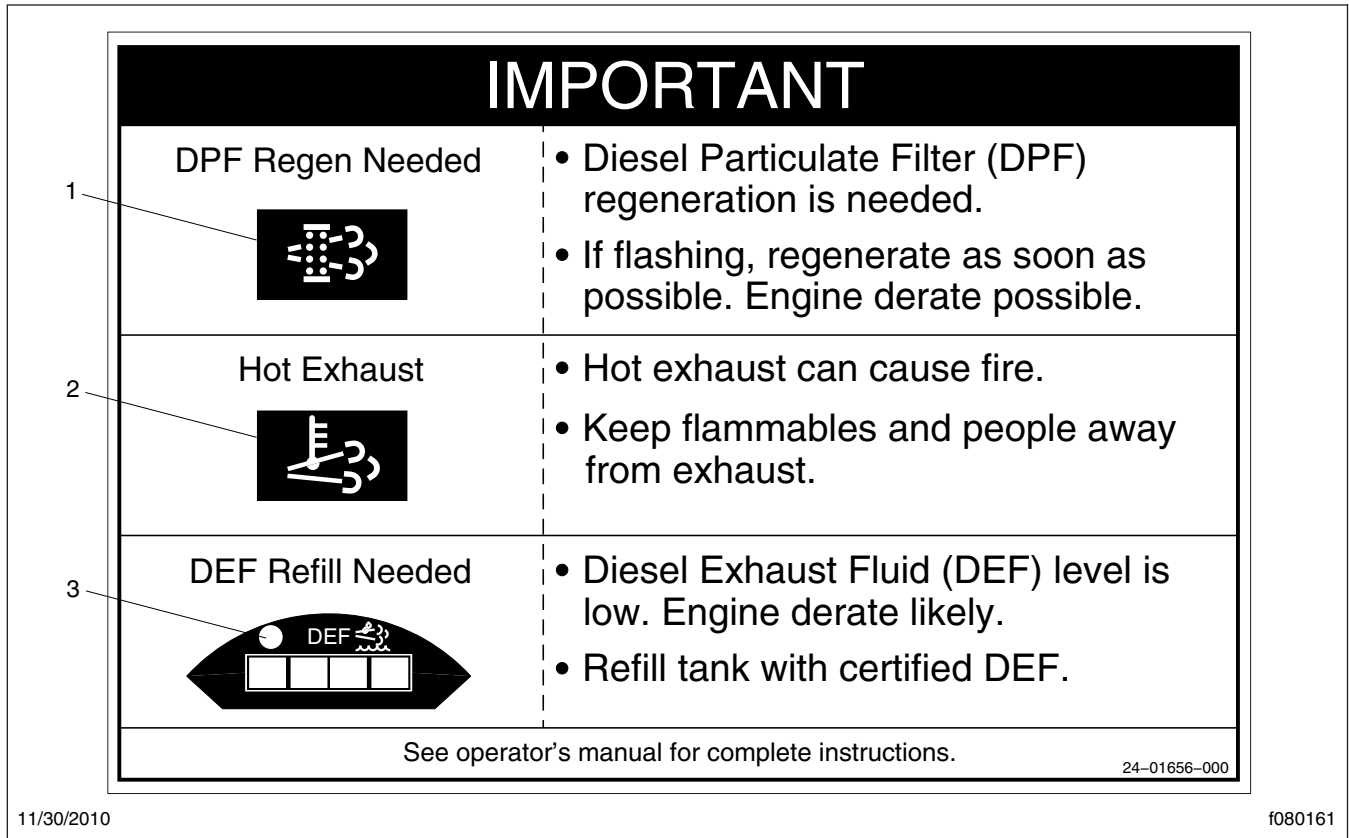 IMPORTANT
DPF Regen Needed
1
• Diesel Particulate Filter (DPF)
regeneration is needed.
• If flashing, regenerate as soon as
possible. Engine derate possible.
Hot Exhaust
2
• Hot exhaust can cause fire.
• Keep flammables and people away
from exhaust.
DEF Refill Needed
3
DEF
• Diesel Exhaust Fluid (DEF) level is
low. Engine derate likely.
• Refill tank with certified DEF.
See operator’s manual for complete instructions.
24–01656–000
11/30/2010
f080161